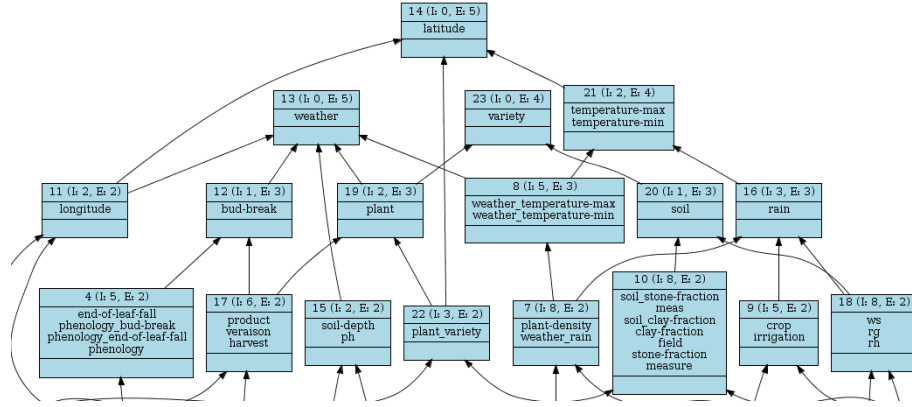 14 (I: 0, E: 5)
latitude
13 (I: 0, E: 5)
weather
23 (I: 0, E: 4)
variety
21 (I: 2, E: 4)
temperature-max
temperature-min
11 (I: 2, E: 2)
longitude
12 (I: 1, E: 3)
bud-break
19 (I: 2, E: 3)
plant
8 (I: 5, E: 3)
weather_temperature-max
weather_temperature-min
20 (I: 1, E: 3)
soil
16 (I: 3, E: 3)
rain
4 (I: 5, E: 2)
end-of-leaf-fall
phenology_bud-break
phenology_end-of-leaf-fall
phenology
17 (I: 6, E: 2)
product
veraison
harvest
15 (I: 2, E: 2)
soil-depth
ph
22 (I: 3, E: 2)
plant_variety
7 (I: 8, E: 2)
plant-density
weather_rain
10 (I: 8, E: 2)
soil_stone-fraction
meas
soil_clay-fraction
clay-fraction
field
stone-fraction
measure
9 (I: 5, E: 2)
crop
irrigation
18 (I: 8, E: 2)
ws
rg
rh